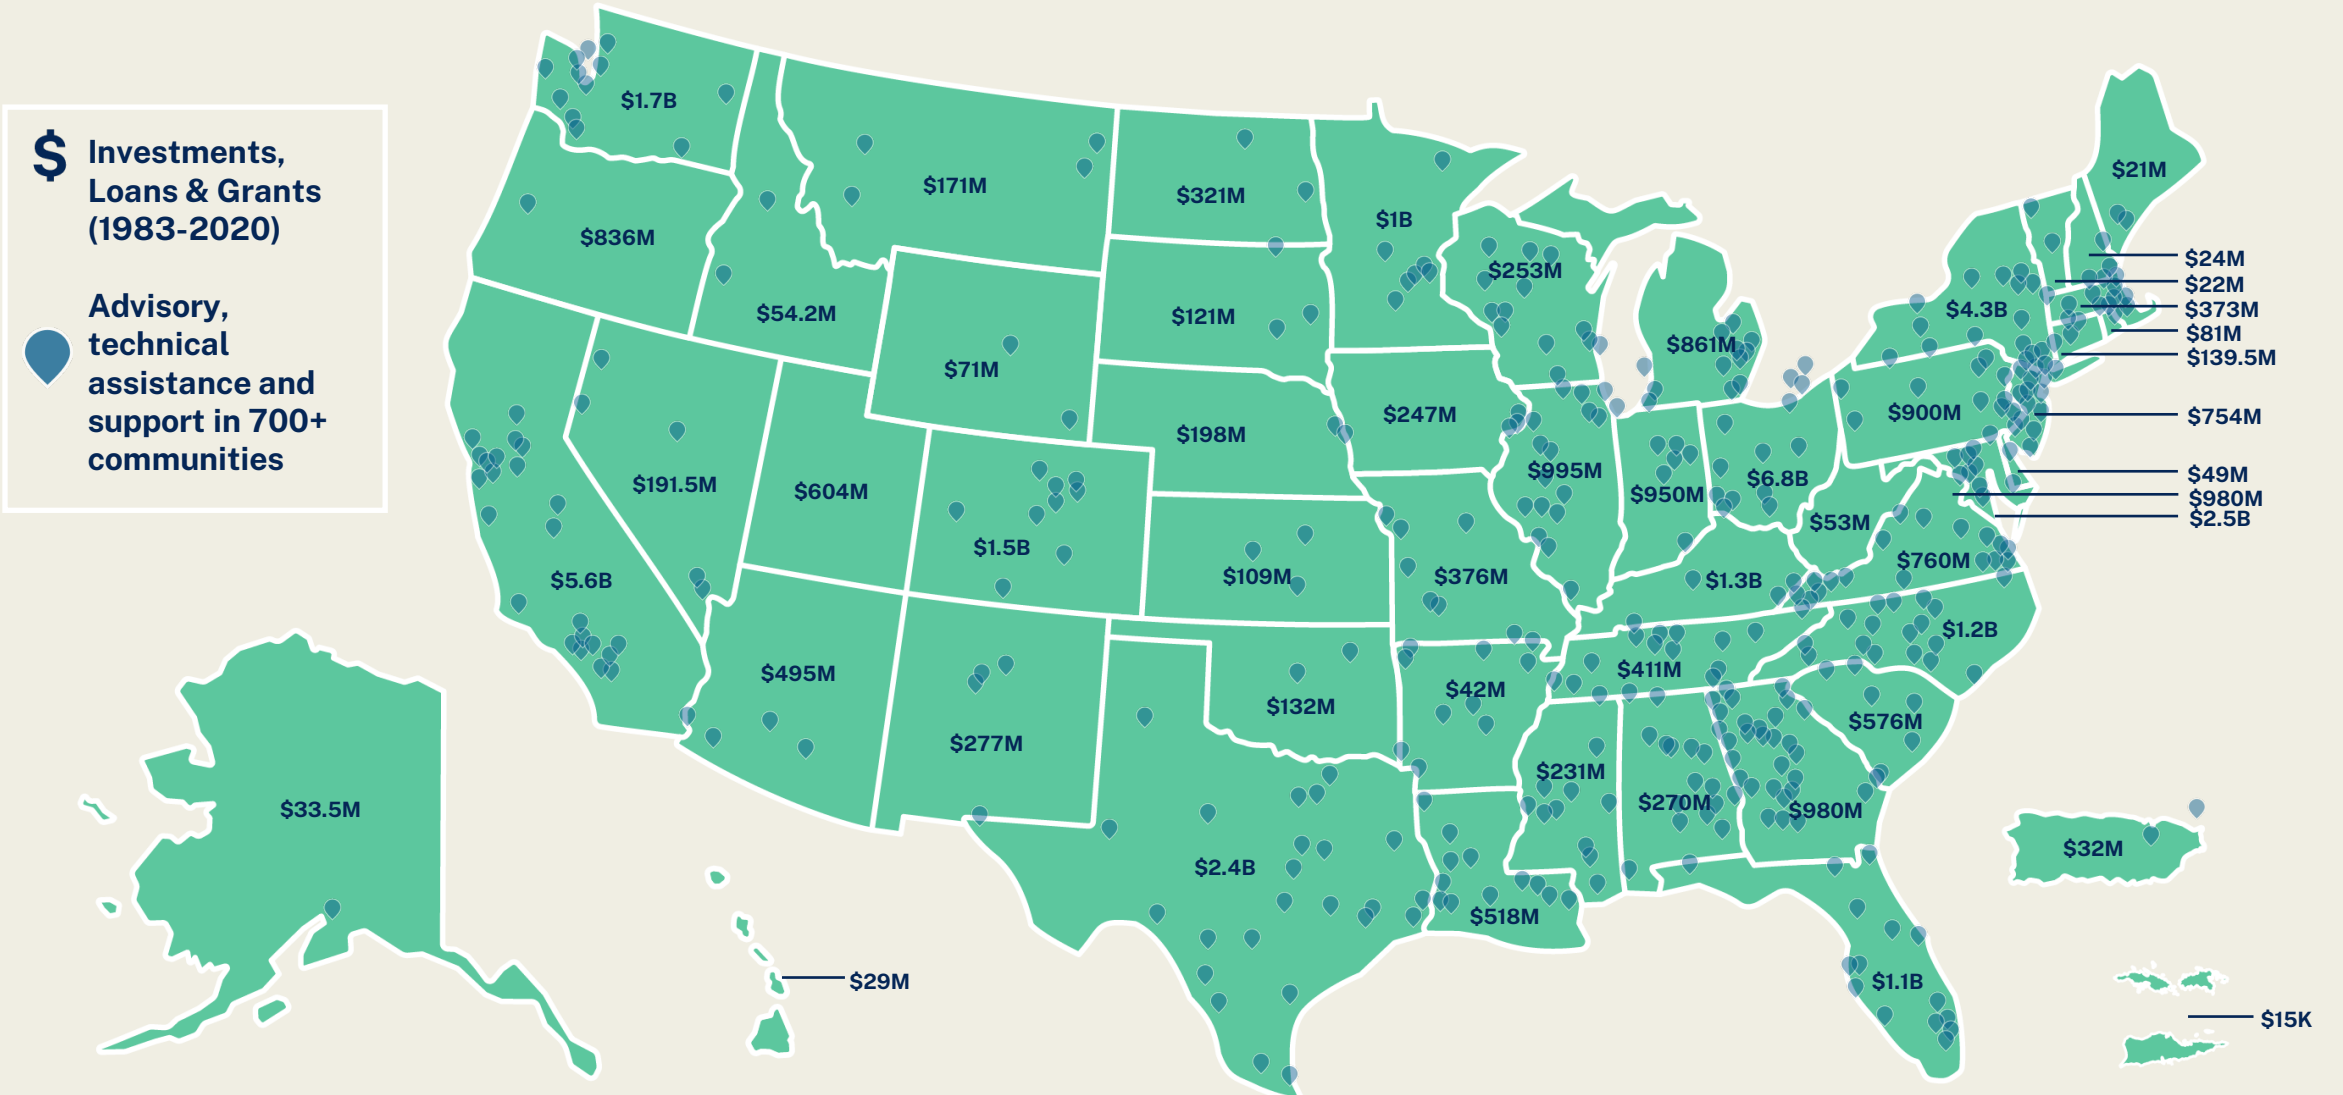 $ Investments,
Loans & Grants
(1983-2020)
Advisory,
technical
assistance and
support in 700+
communities
$1.7B
$836M
$54.2M
$171M
$321M
$1B
$253M
$21M
$24M
$22M
$373M
$81M
$139.5M
$4.3B
$861M
$121M
$71M
$198M
$247M
$995M
$950M
$6.8B
$900M
$754M
$49M
$980M
$2.5B
$53M
$760M
$191.5M
$604M
$1.5B
$109M
$376M
$1.3B
$5.6B
$1.2B
$411M
$495M
$277M
$132M
$42M
$576M
$231M
$270M
$980M
$33.5M
$2.4B
$518M
$32M
$29M
$1.1B
$15K